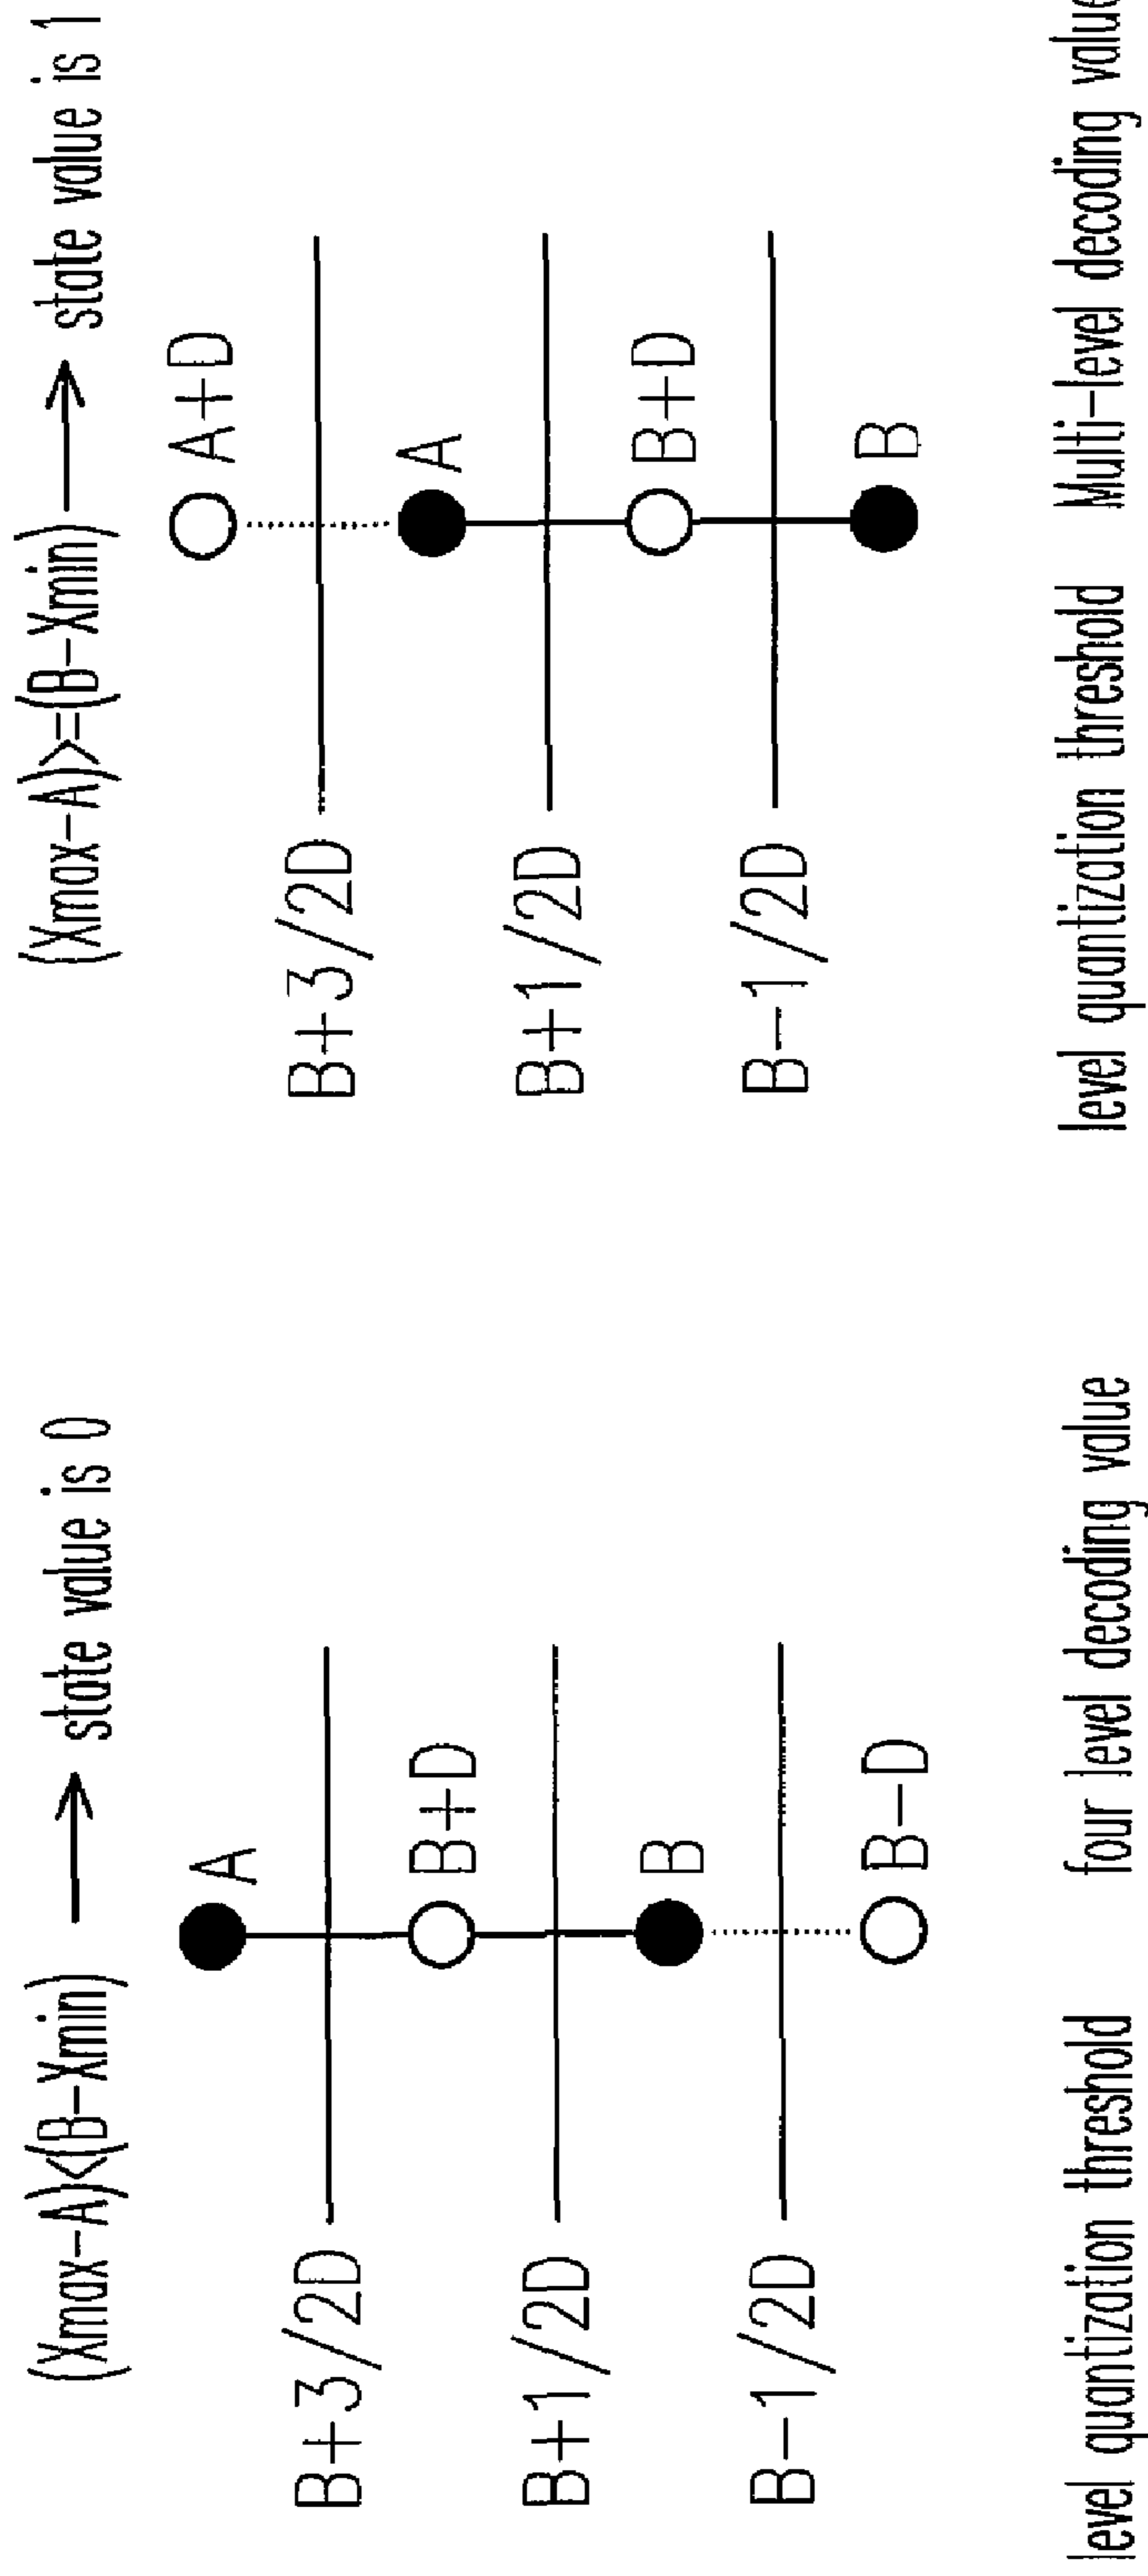 (Xmax-A)<(B-Xmin) → state value is 0
A
B+3/2D
B+D
B+1/2D
B
B-1/2D
B-D
level quantization threshold
four level decoding value
(Xmax-A)>=(B-Xmin) → state value is 1
A+D
B+3/2D
A
B+1/2D
B+D
B-1/2D
B
level quantization threshold
Multi-level decoding value